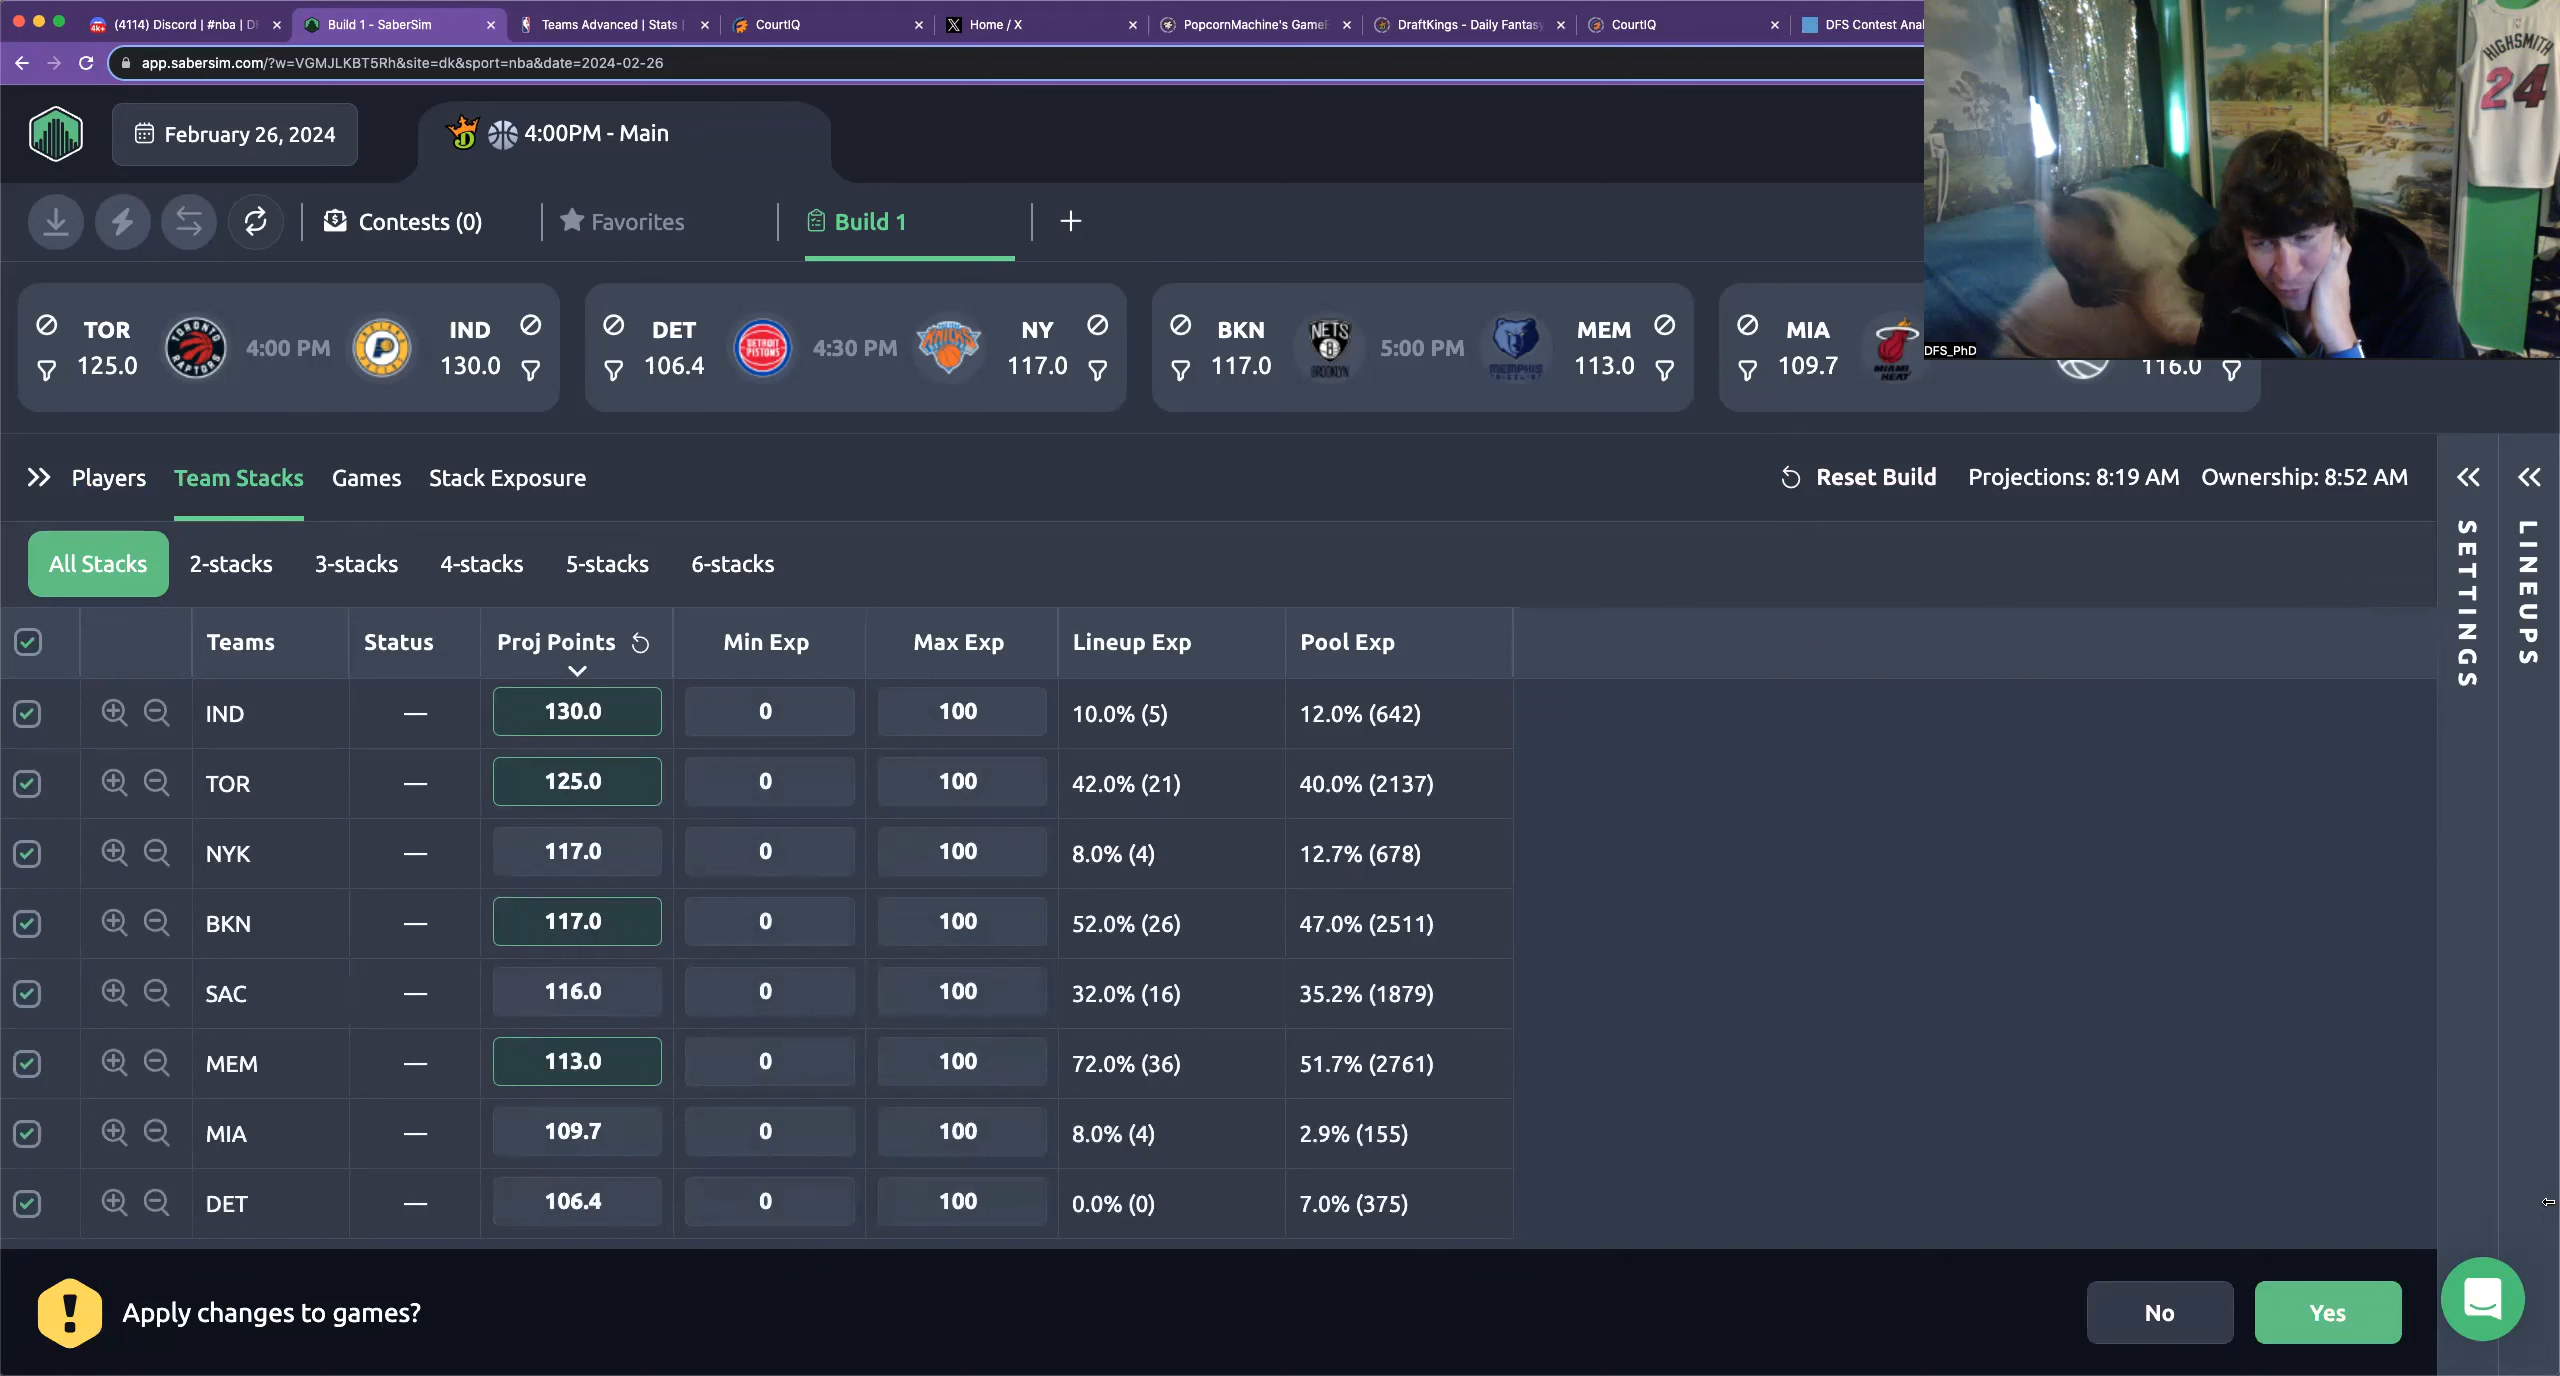 (4114) Discord | #nba | D
Build 1 - SaberSim
Teams Advanced | Stats |
CourtIQ
Home / X
PopcornMachine's GameF
DraftKings - Daily Fantasy
CourtIQ
DFS Contest Anal
app.sabersim.com/?w=VGMJLKBT5Rh&site=dk&sport=nba&date=2024-02-26
HIGHSMITH
24
DFS_PhD
February 26, 2024
4:00PM - Main
Contests (0)
Favorites
Build 1
+
TOR 4:00 PM IND
125.0 130.0
DET 4:30 PM NY
106.4 117.0
BKN 5:00 PM MEM
117.0 113.0
MIA
109.7 116.0
Players Team Stacks Games Stack Exposure
Reset Build Projections: 8:19 AM Ownership: 8:52 AM
All Stacks 2-stacks 3-stacks 4-stacks 5-stacks 6-stacks
Teams Status Proj Points Min Exp Max Exp Lineup Exp Pool Exp
IND — 130.0 0 100 10.0% (5) 12.0% (642)
TOR — 125.0 0 100 42.0% (21) 40.0% (2137)
NYK — 117.0 0 100 8.0% (4) 12.7% (678)
BKN — 117.0 0 100 52.0% (26) 47.0% (2511)
SAC — 116.0 0 100 32.0% (16) 35.2% (1879)
MEM — 113.0 0 100 72.0% (36) 51.7% (2761)
MIA — 109.7 0 100 8.0% (4) 2.9% (155)
DET — 106.4 0 100 0.0% (0) 7.0% (375)
SETTINGS
LINEUPS
Apply changes to games?
No
Yes